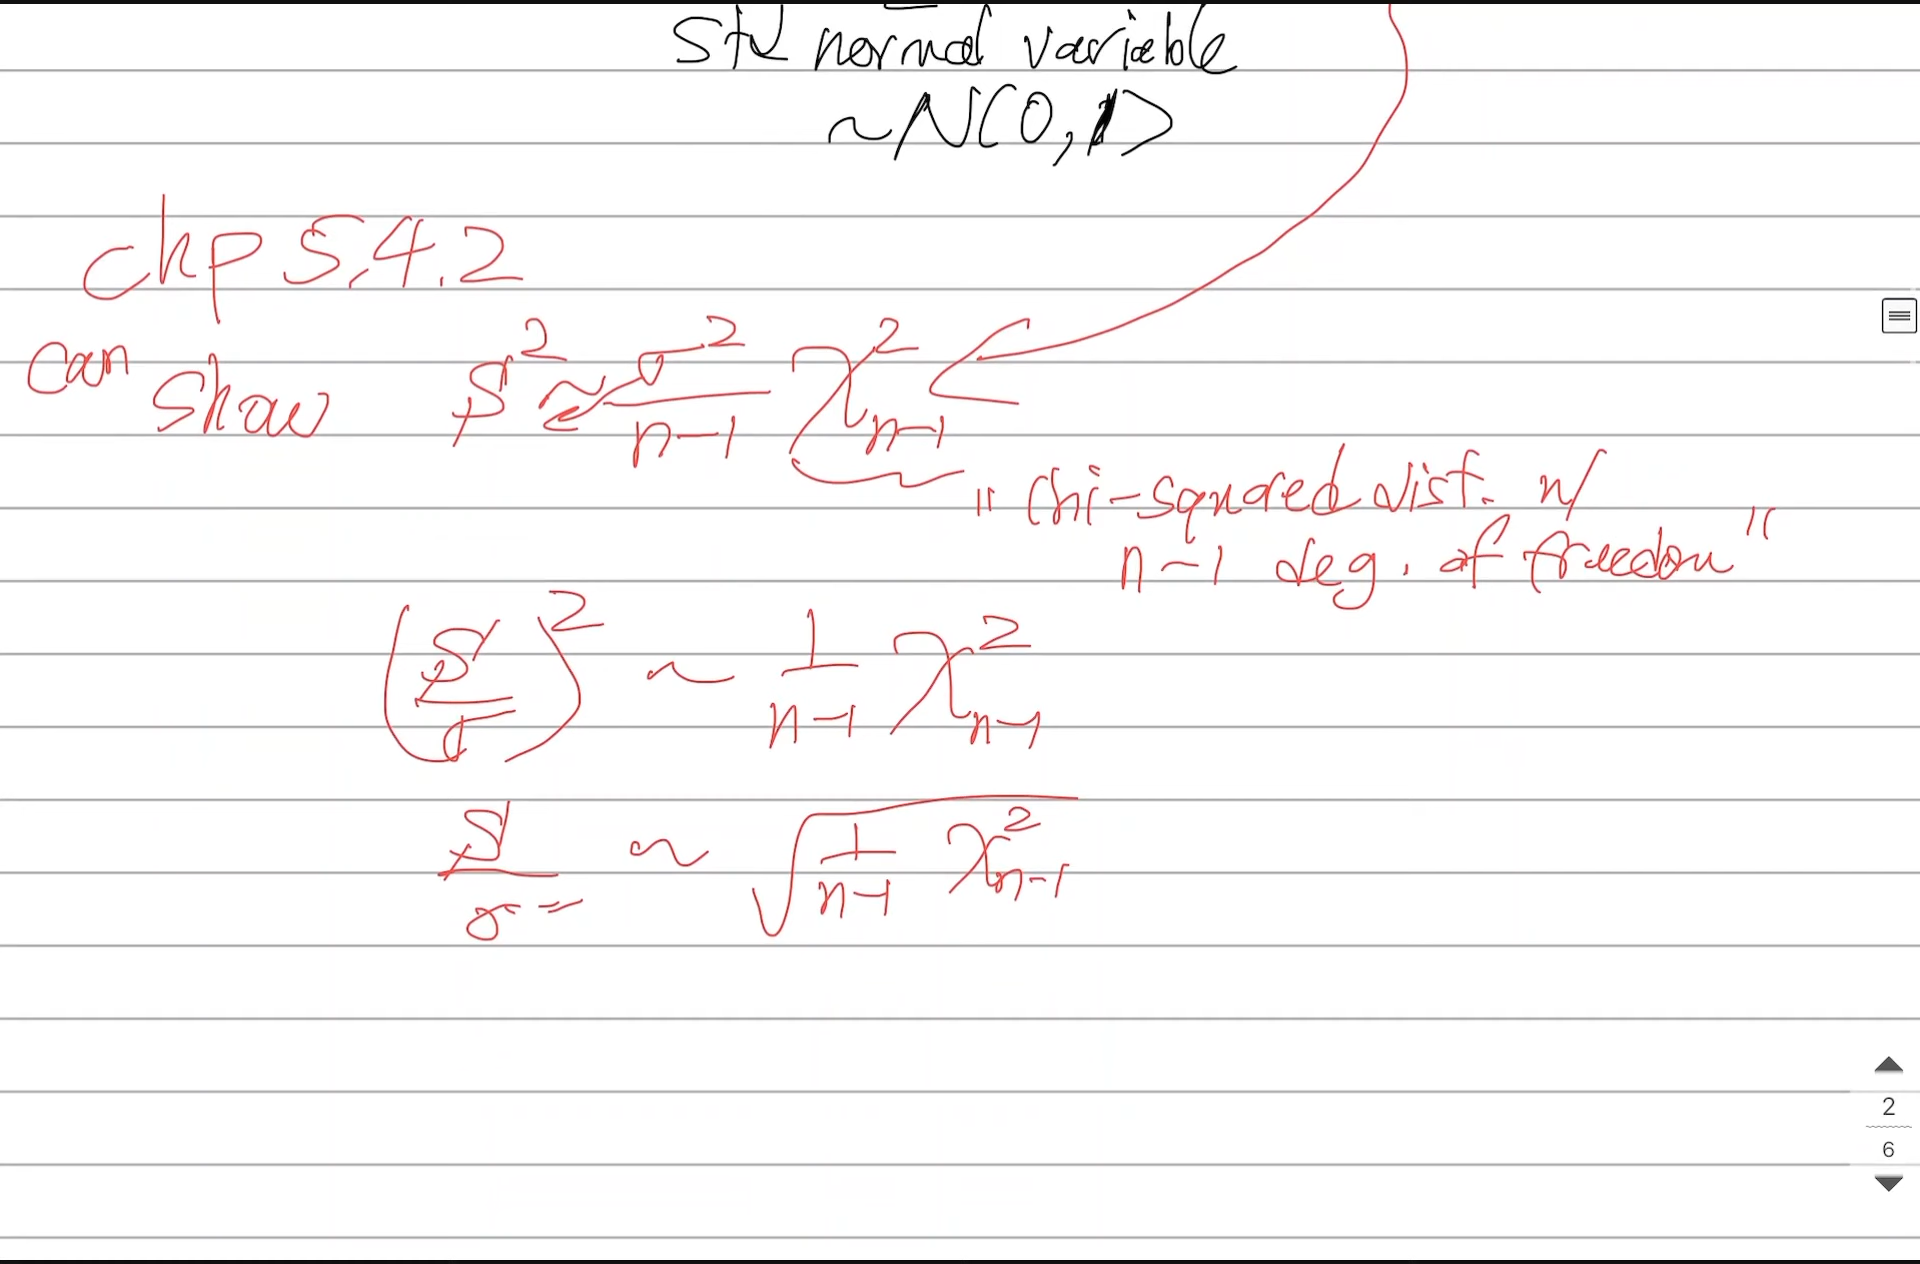 std normal variable
~N(0,1)
chp 5.4.2
can show S² ~ σ²/n-1 χ²n-1
"Chi-squared dist. w/
n-1 deg. of freedom"
(S/σ)² ~ 1/n-1 χ²n-1
S/σ = ~ √1/n-1 χ²n-1
2
6